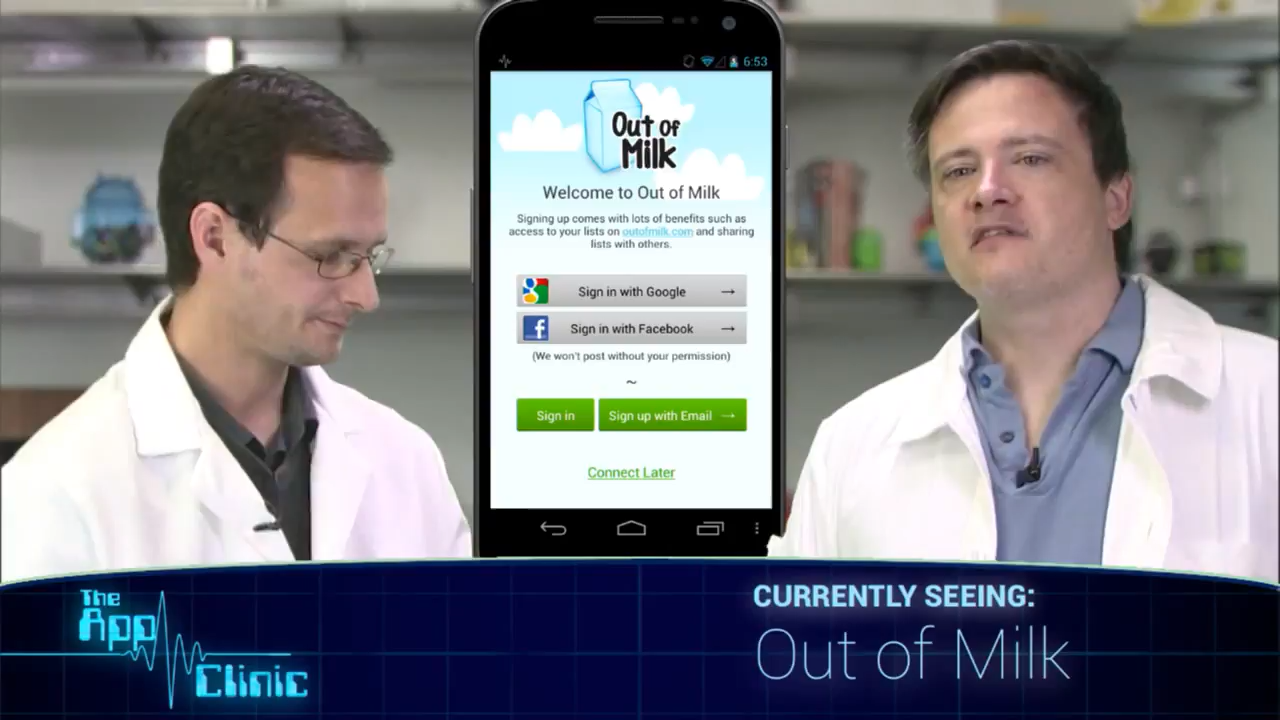 6:53
Out of
Milk
Welcome to Out of Milk
Signing up comes with lots of benefits such as
access to your lists on outofmilk.com and sharing
lists with others.
Sign in with Google →
f Sign in with Facebook →
(We won't post without your permission)
~
Sign in
Sign up with Email →
Connect Later
The
App
Clinic
CURRENTLY SEEING:
Out of Milk